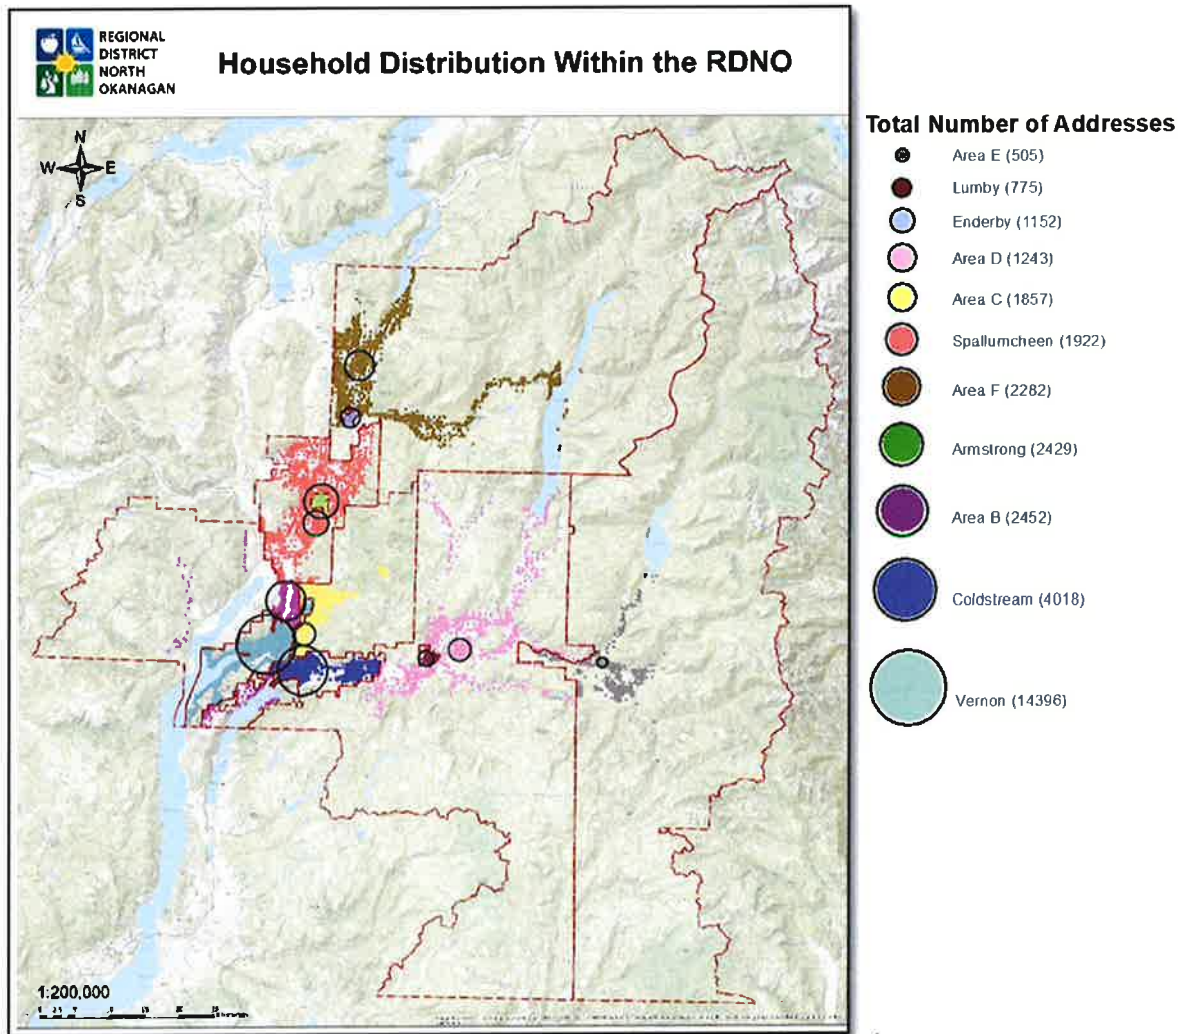 REGIONAL
DISTRICT
NORTH
OKANAGAN
Household Distribution Within the RDNO
N
W E
S
Total Number of Addresses
Area E (505)
Lumby (775)
Enderby (1152)
Area D (1243)
Area C (1857)
Spallumcheen (1922)
Area F (2282)
Armstrong (2429)
Area B (2452)
Coldstream (4018)
Vernon (14396)
1:200,000